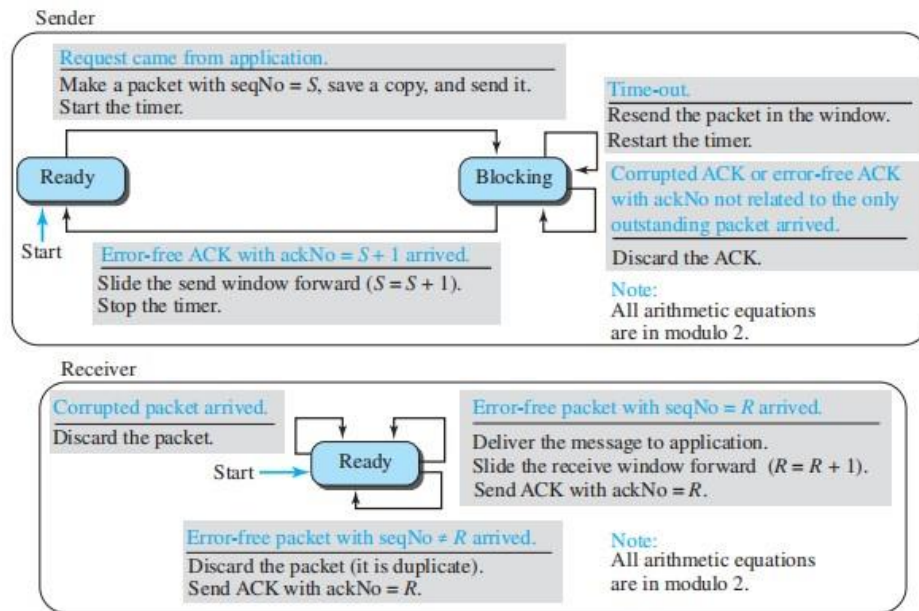 Sender
Request came from application.
Make a packet with seqNo = S, save a copy, and send it.
Start the timer.
Time-out.
Resend the packet in the window.
Restart the timer.
Ready
Blocking
Corrupted ACK or error-free ACK
with ackNo not related to the only
outstanding packet arrived.
Discard the ACK.
Start
Error-free ACK with ackNo = S + 1 arrived.
Slide the send window forward (S = S + 1).
Stop the timer.
Note:
All arithmetic equations
are in modulo 2.
Receiver
Corrupted packet arrived.
Discard the packet.
Error-free packet with seqNo = R arrived.
Deliver the message to application.
Slide the receive window forward (R = R + 1).
Send ACK with ackNo = R.
Start
Ready
Error-free packet with seqNo ≠ R arrived.
Discard the packet (it is duplicate).
Send ACK with ackNo = R.
Note:
All arithmetic equations
are in modulo 2.